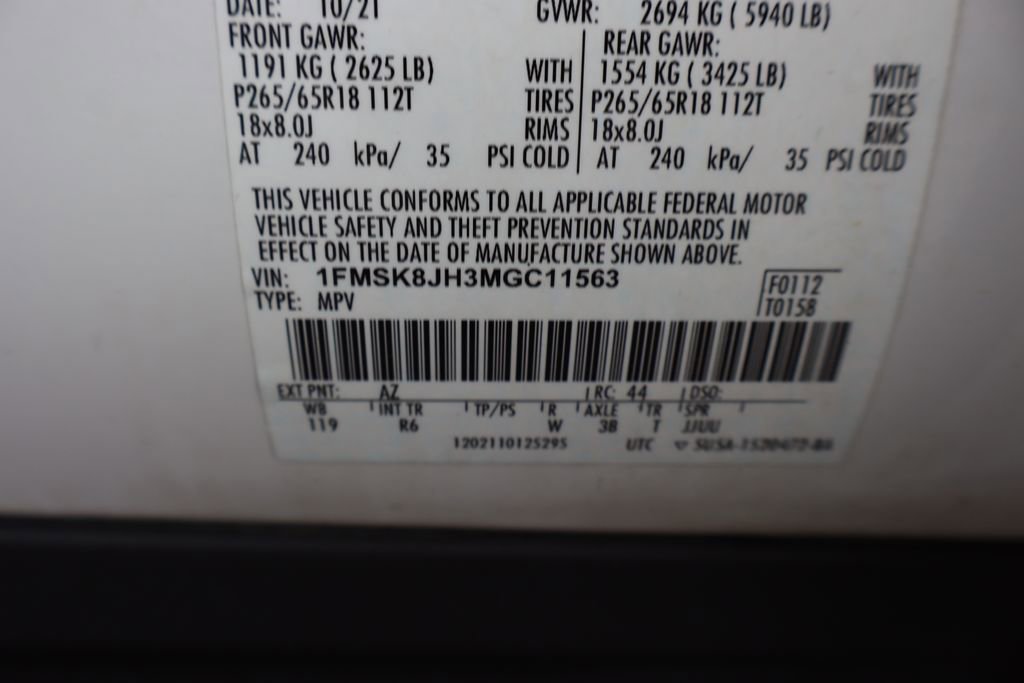 DATE: 10/21 GVWR: 2694 KG ( 5940 LB)
FRONT GAWR: REAR GAWR:
1191 KG ( 2625 LB) WITH 1554 KG ( 3425 LB) WITH
P265/65R18 112T TIRES P265/65R18 112T TIRES
18x8.0J RIMS 18x8.0J RIMS
AT 240 kPa/ 35 PSI COLD AT 240 kPa/ 35 PSI COLD
THIS VEHICLE CONFORMS TO ALL APPLICABLE FEDERAL MOTOR
VEHICLE SAFETY AND THEFT PREVENTION STANDARDS IN
EFFECT ON THE DATE OF MANUFACTURE SHOWN ABOVE.
VIN: 1FMSK8JH3MGC11563 F0112
TYPE: MPV T0158
EXT PNT: AZ RC: 44 DSO:
WB INT TR TP/PS R AXLE TR SPR
119 R6 W 3B T JJUU
1202110125295 UTC